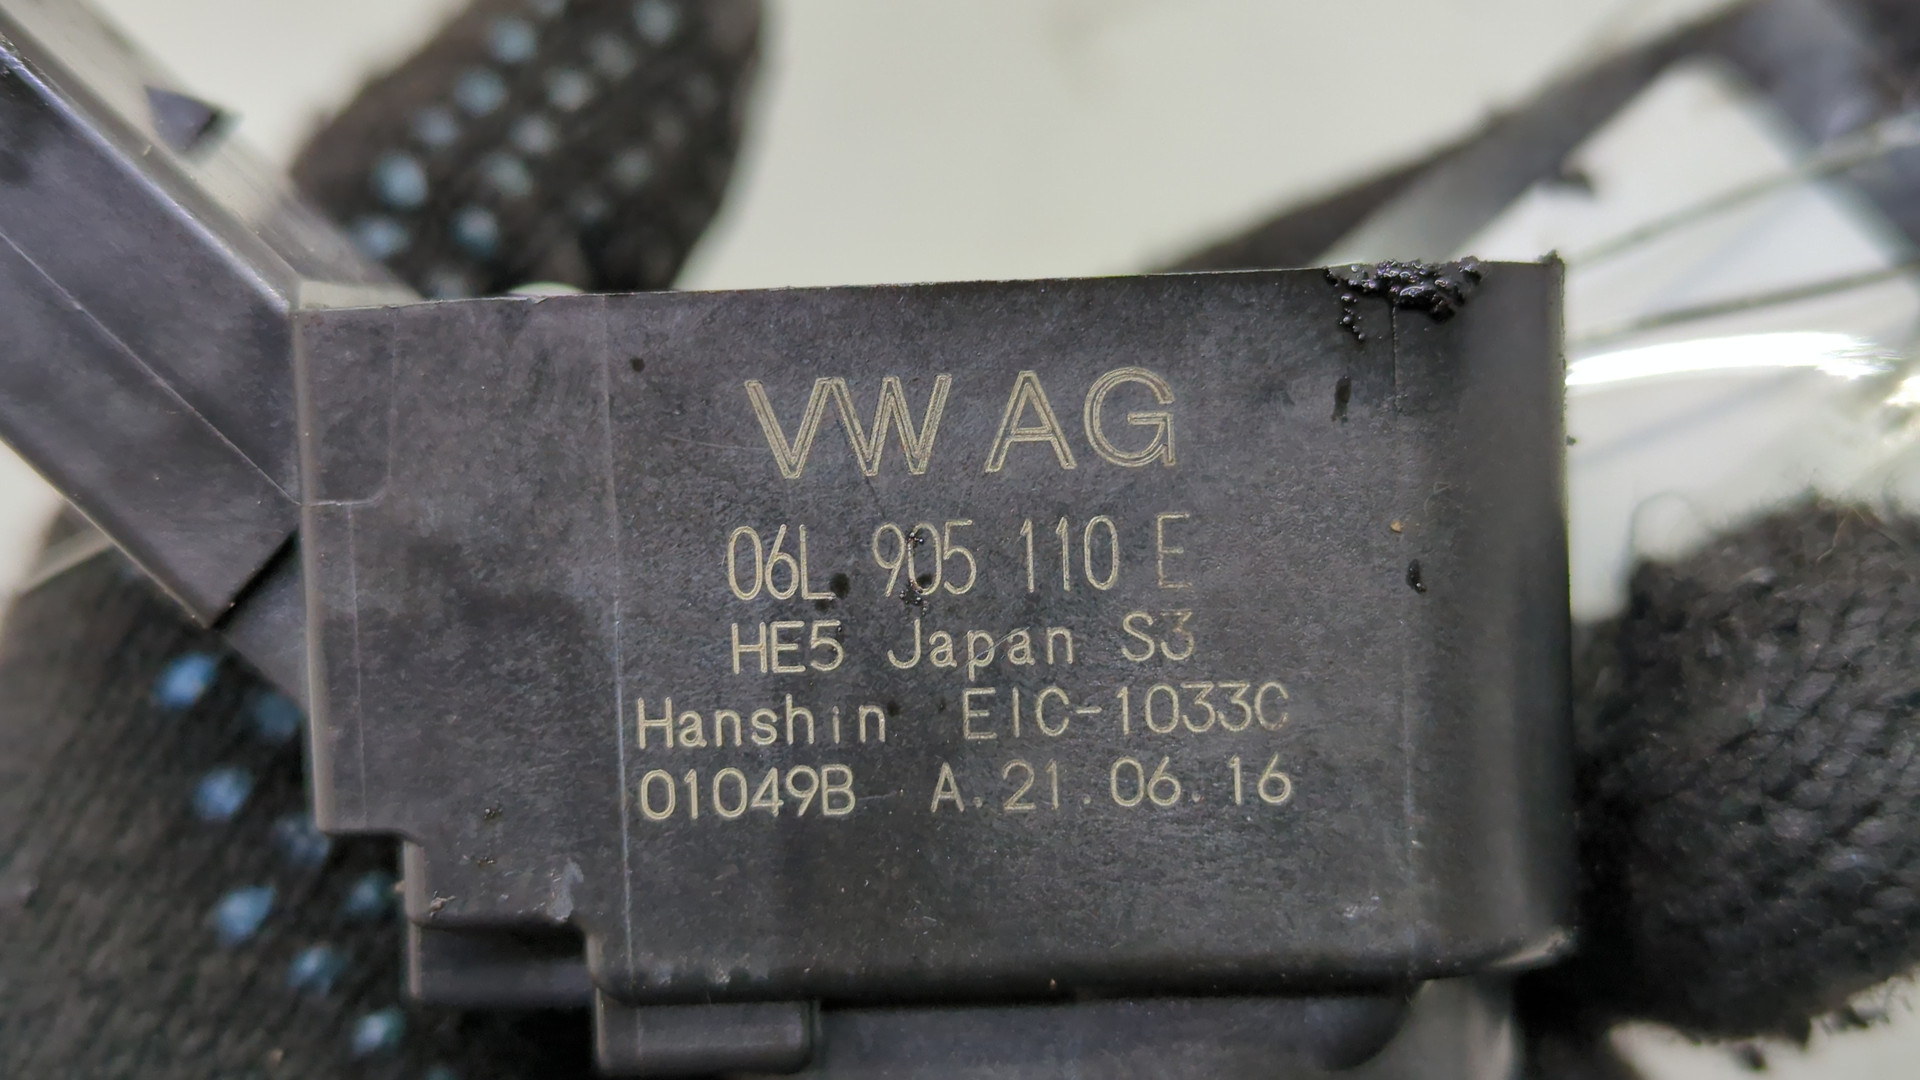 VW AG
06L 905 110 E
HE5 Japan S3
Hanshin EIC-1033C
01049B A.21.06.16